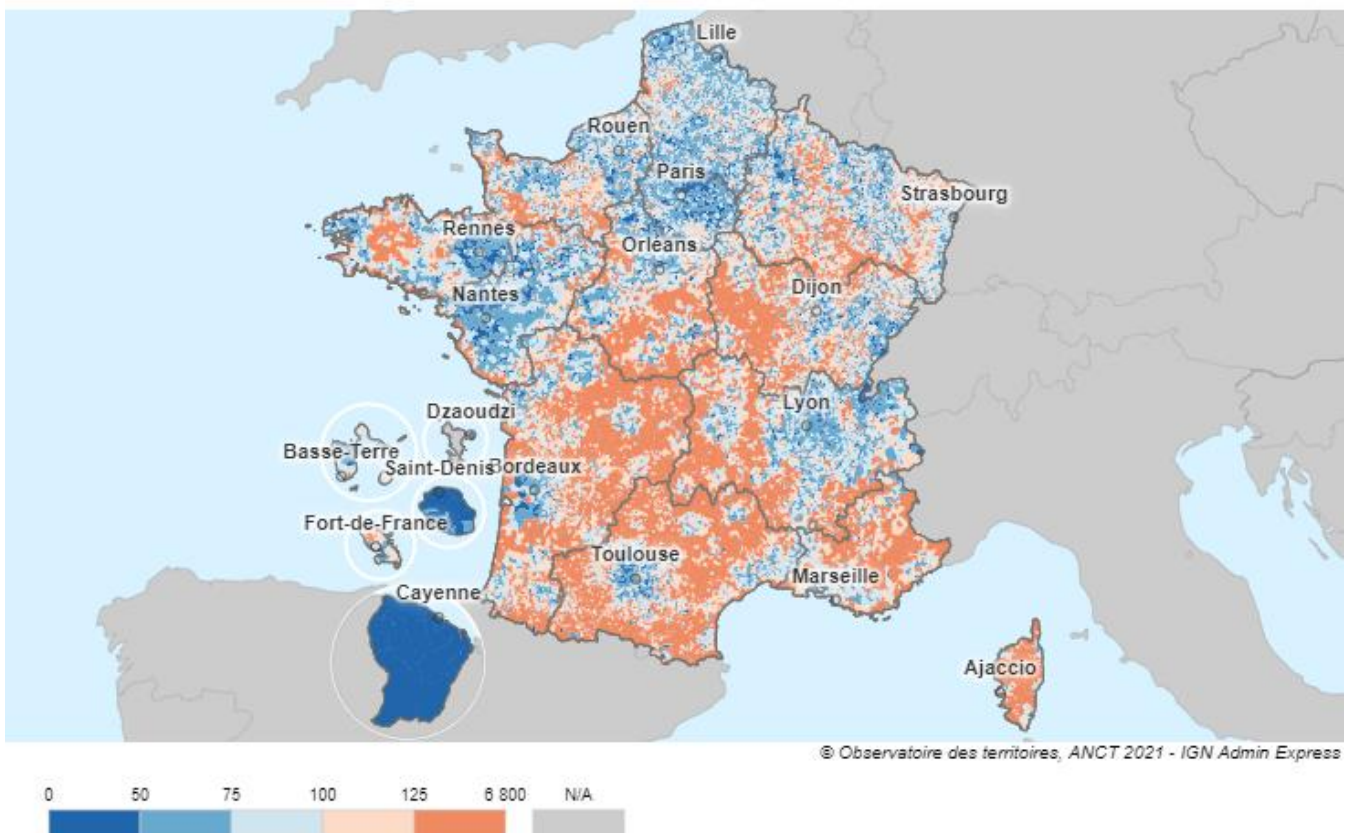 Lille
Rouen
Paris
Strasbourg
Rennes
Orléans
Nantes
Dijon
Lyon
Dzaoudzi
Basse-Terre
Saint-Denis
Bordeaux
Fort-de-France
Toulouse
Marseille
Cayenne
Ajaccio
© Observatoire des territoires, ANCT 2021 - IGN Admin Express
0 50 75 100 125 6 800 N/A